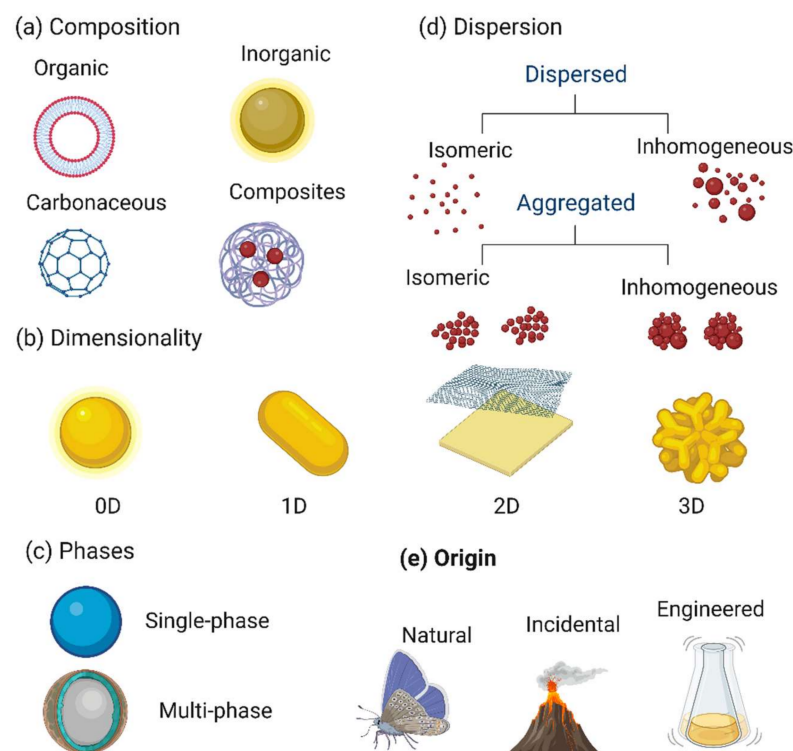 (a) Composition
Organic
Inorganic
Carbonaceous
Composites
(b) Dimensionality
0D
1D
2D
3D
(c) Phases
Single-phase
Multi-phase
(d) Dispersion
Dispersed
Isomeric
Inhomogeneous
Aggregated
Isomeric
Inhomogeneous
(e) Origin
Natural
Incidental
Engineered